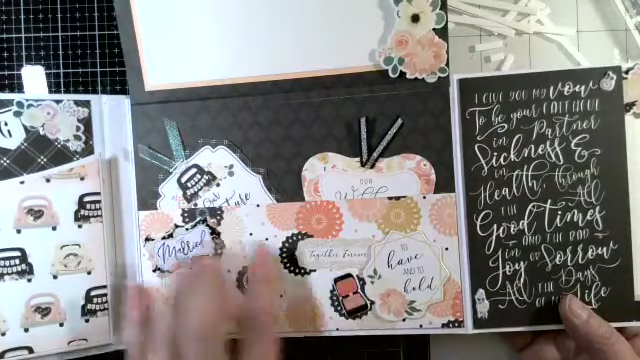 I GIVE YOU MY VOW
To BE YOUR FAITHFUL
Partner
in
Sickness &
in
Health, through
THE All
Good times
AND THE BAD
in
Joy OR Sorrow
All THE Days
OF Life
OUR
Married
Together Forever
TO
have
AND TO
hold